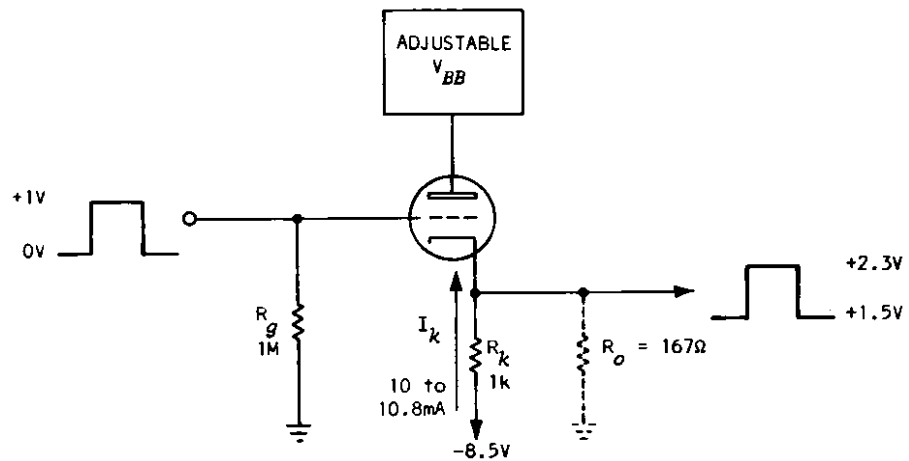 ADJUSTABLE
V_BB
+1V
0V
R_g
1M
I_k
10 to
10.8mA
R_k
1k
-8.5V
R_o = 167Ω
+2.3V
+1.5V